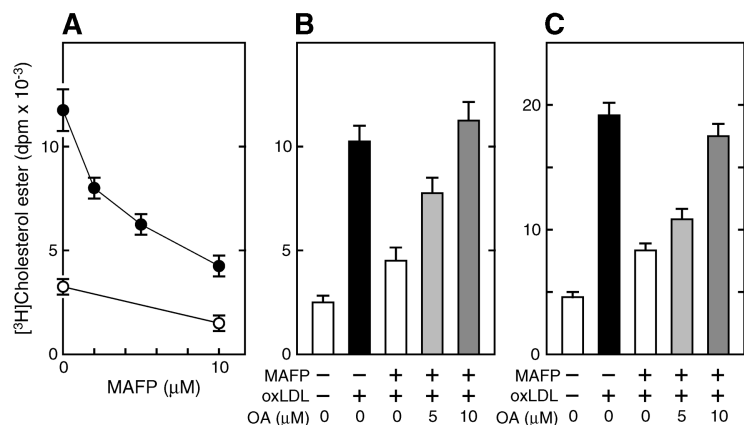 A
B
C
[³H]Cholesterol ester (dpm x 10⁻³)
10
5
0
0
10
MAFP (μM)
10
5
0
MAFP − − + + +
oxLDL − + + + +
OA (μM) 0 0 0 5 10
20
10
0
MAFP − − + + +
oxLDL − + + + +
OA (μM) 0 0 0 5 10